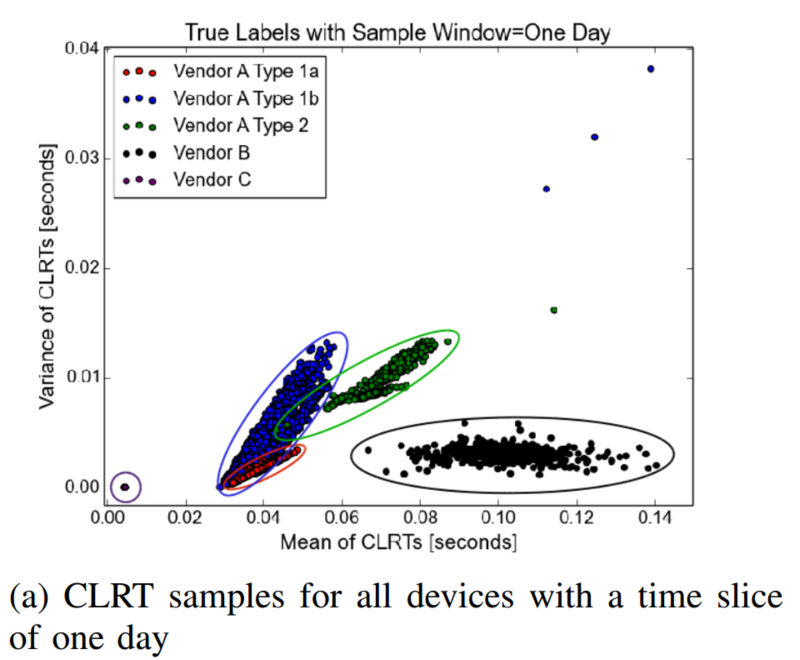 True Labels with Sample Window=One Day
0.04
0.03
0.02
0.01
0.00
Variance of CLRTs [seconds]
Vendor A Type 1a
Vendor A Type 1b
Vendor A Type 2
Vendor B
Vendor C
0.00 0.02 0.04 0.06 0.08 0.10 0.12 0.14
Mean of CLRTs [seconds]
(a) CLRT samples for all devices with a time slice
of one day